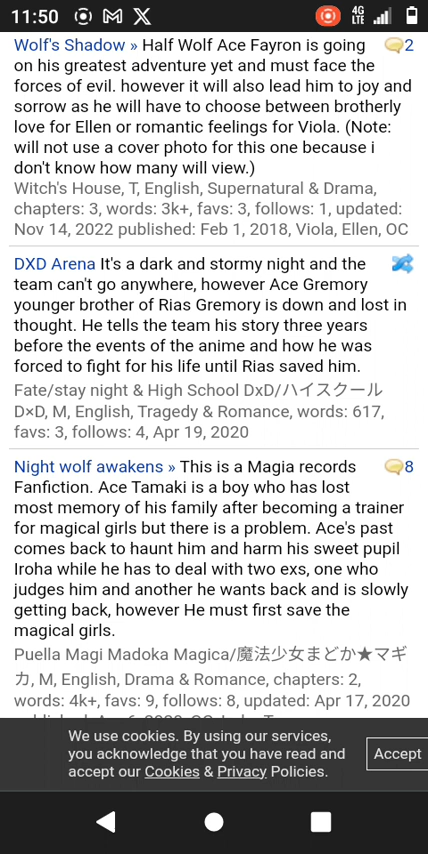 11:50
4G
LTE
Wolf's Shadow » Half Wolf Ace Fayron is going 2
on his greatest adventure yet and must face the
forces of evil. however it will also lead him to joy and
sorrow as he will have to choose between brotherly
love for Ellen or romantic feelings for Viola. (Note:
will not use a cover photo for this one because i
don't know how many will view.)
Witch's House, T, English, Supernatural & Drama,
chapters: 3, words: 3k+, favs: 3, follows: 1, updated:
Nov 14, 2022 published: Feb 1, 2018, Viola, Ellen, OC
DXD Arena It's a dark and stormy night and the
team can't go anywhere, however Ace Gremory
younger brother of Rias Gremory is down and lost in
thought. He tells the team his story three years
before the events of the anime and how he was
forced to fight for his life until Rias saved him.
Fate/stay night & High School DxD/ハイスクール
D×D, M, English, Tragedy & Romance, words: 617,
favs: 3, follows: 4, Apr 19, 2020
Night wolf awakens » This is a Magia records 8
Fanfiction. Ace Tamaki is a boy who has lost
most memory of his family after becoming a trainer
for magical girls but there is a problem. Ace's past
comes back to haunt him and harm his sweet pupil
Iroha while he has to deal with two exs, one who
judges him and another he wants back and is slowly
getting back, however He must first save the
magical girls.
Puella Magi Madoka Magica/魔法少女まどか★マギ
カ, M, English, Drama & Romance, chapters: 2,
words: 4k+, favs: 9, follows: 8, updated: Apr 17, 2020
We use cookies. By using our services,
you acknowledge that you have read and
accept our Cookies & Privacy Policies.
Accept